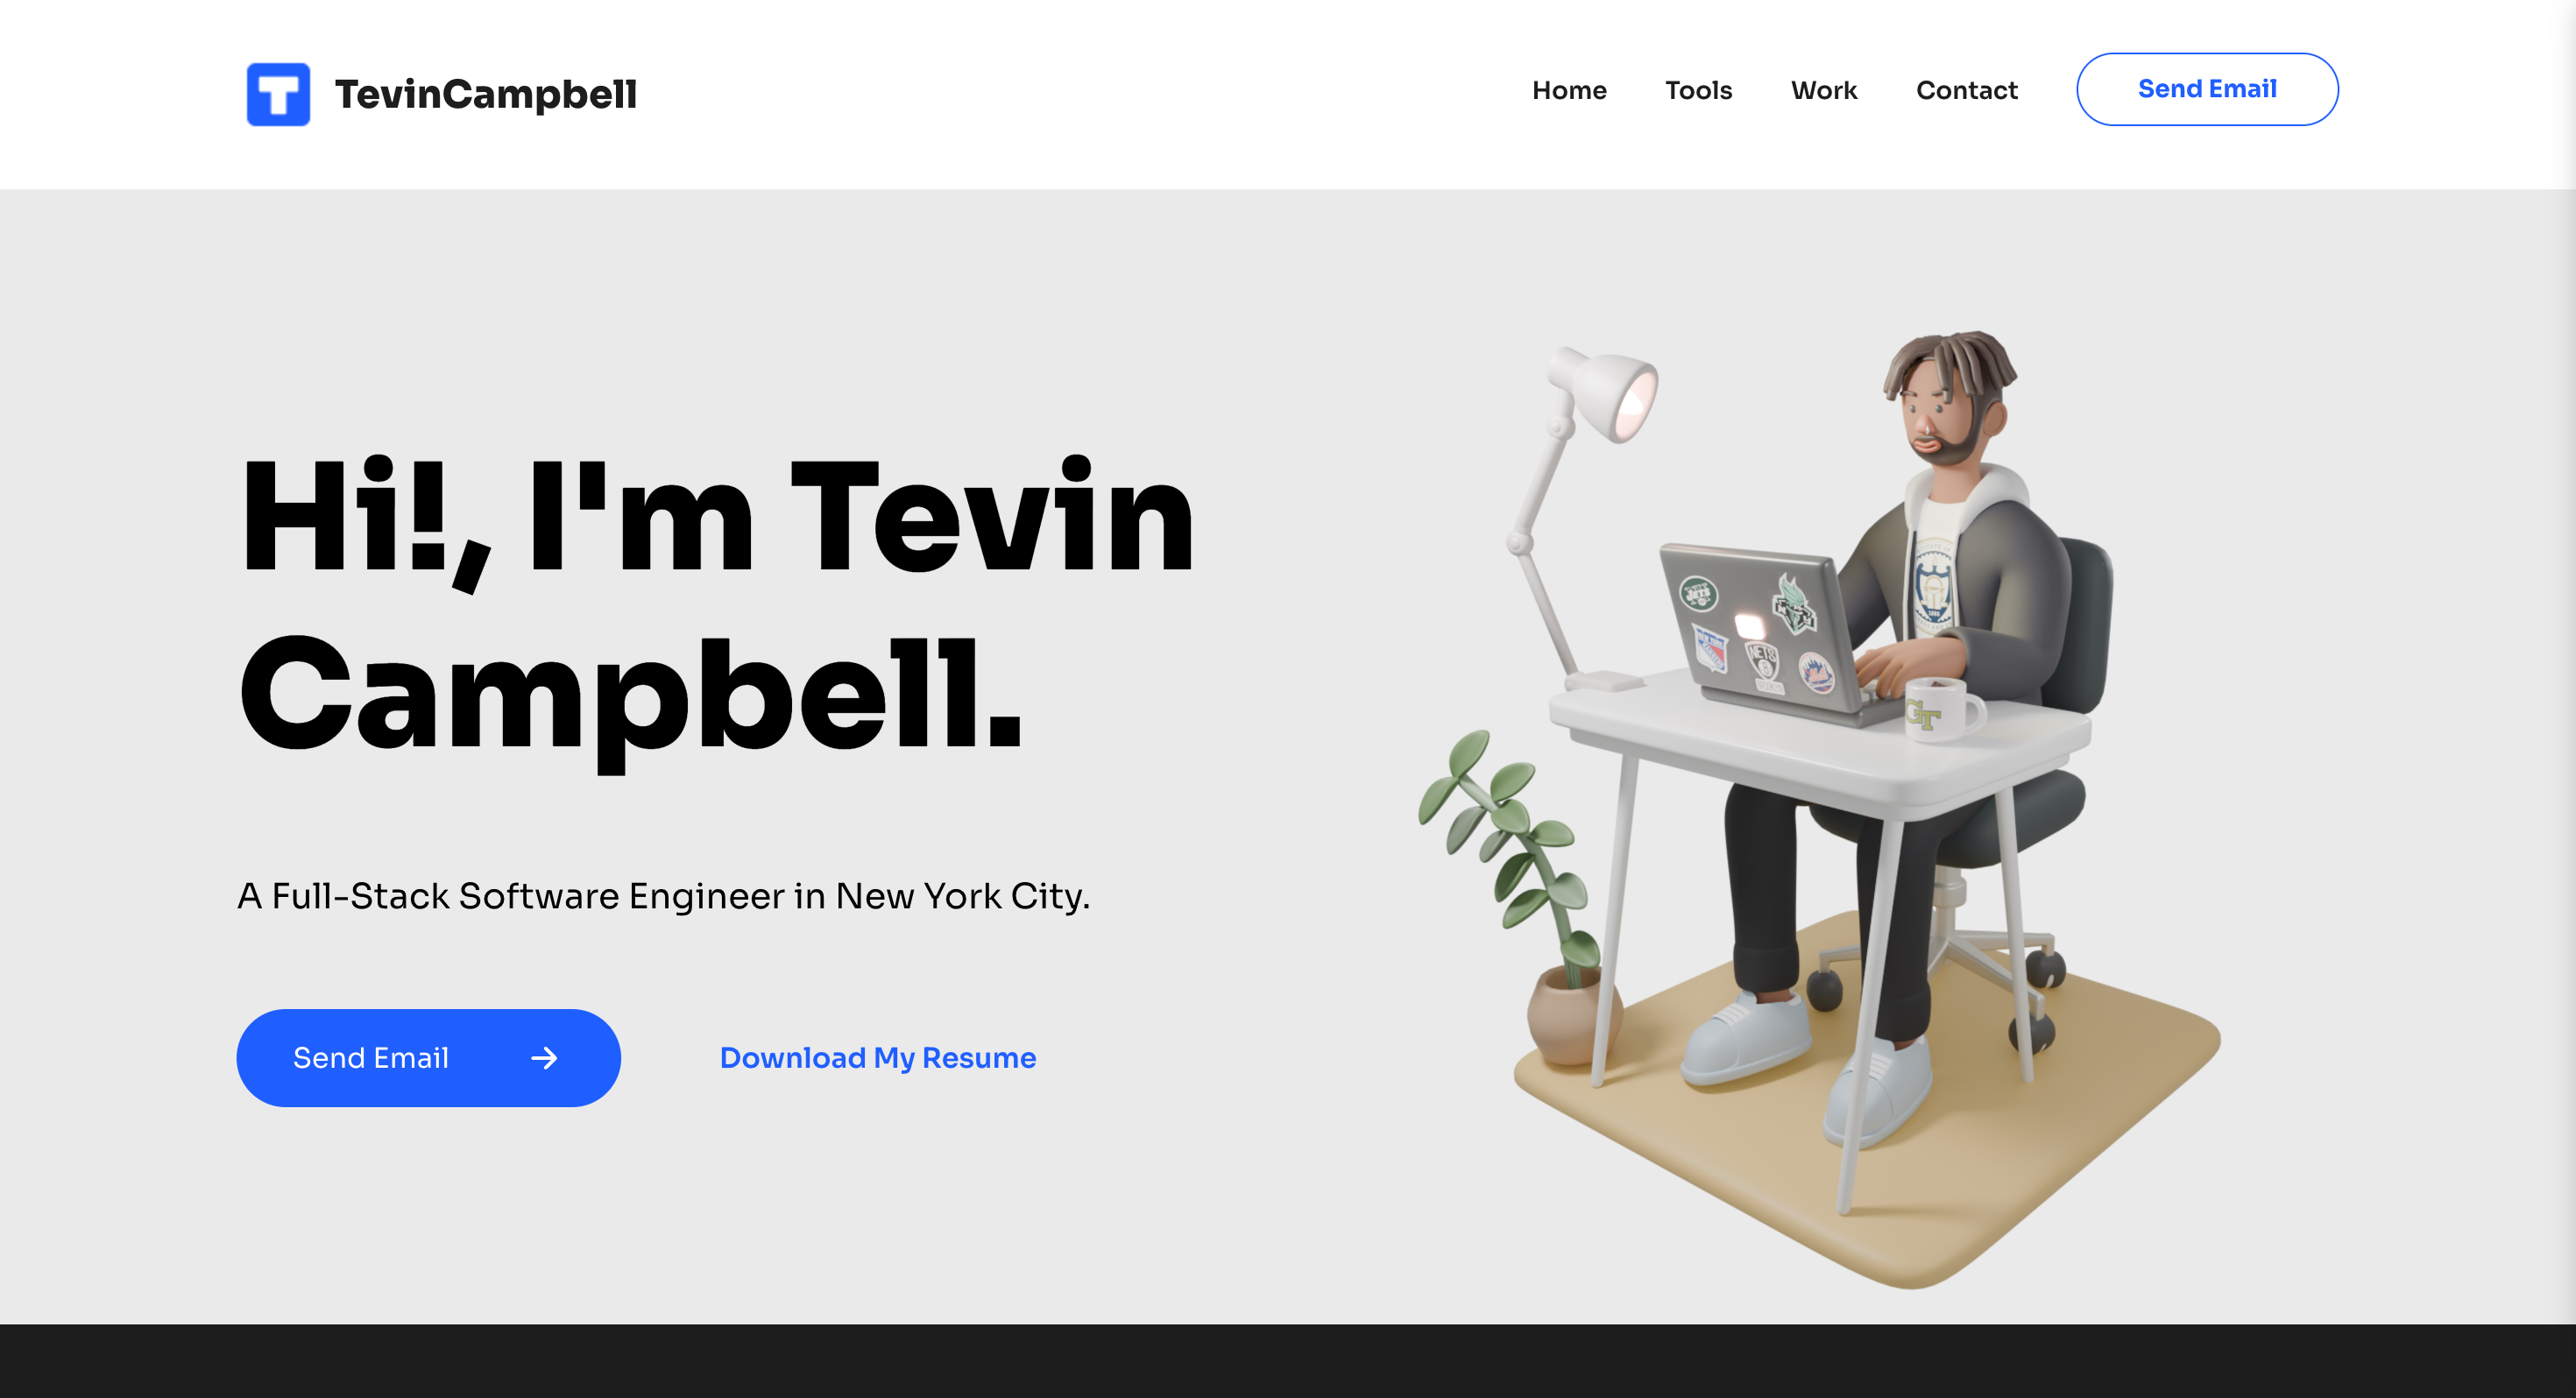 T TevinCampbell
Home Tools Work Contact Send Email
Hi!, I'm Tevin
Campbell.
A Full-Stack Software Engineer in New York City.
Send Email → Download My Resume
JETS
NETS
Mets
GT